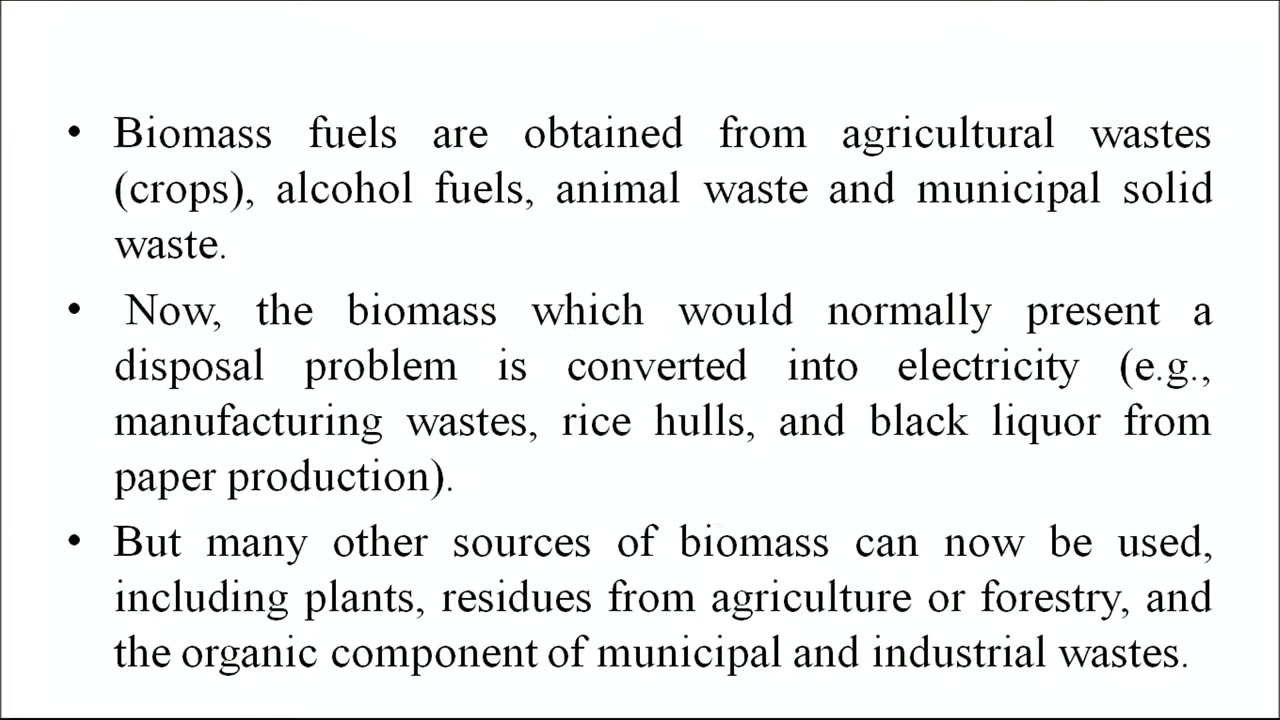 • Biomass fuels are obtained from agricultural wastes
(crops), alcohol fuels, animal waste and municipal solid
waste.
• Now, the biomass which would normally present a
disposal problem is converted into electricity (e.g.,
manufacturing wastes, rice hulls, and black liquor from
paper production).
• But many other sources of biomass can now be used,
including plants, residues from agriculture or forestry, and
the organic component of municipal and industrial wastes.